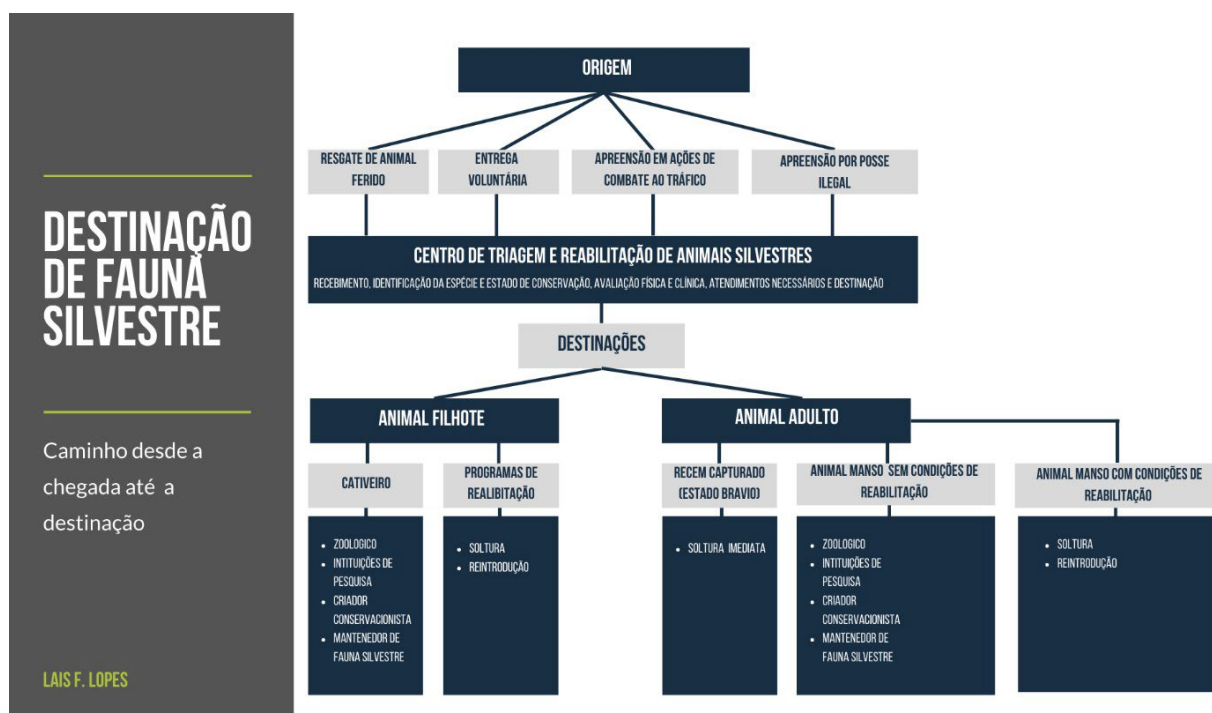 DESTINAÇÃO
DE FAUNA
SILVESTRE
Caminho desde a
chegada até a
destinação
LAIS F. LOPES
ORIGEM
RESGATE DE ANIMAL
FERIDO
ENTREGA
VOLUNTÁRIA
APREENSÃO EM AÇÕES DE
COMBATE AO TRÁFICO
APREENSÃO POR POSSE
ILEGAL
CENTRO DE TRIAGEM E REABILITAÇÃO DE ANIMAIS SILVESTRES
RECEBIMENTO, IDENTIFICAÇÃO DA ESPÉCIE E ESTADO DE CONSERVAÇÃO, AVALIAÇÃO FÍSICA E CLÍNICA, ATENDIMENTOS NECESSÁRIOS E DESTINAÇÃO
DESTINAÇÕES
ANIMAL FILHOTE
CATIVEIRO
• ZOOLOGICO
• INTITUIÇÕES DE
PESQUISA
• CRIADOR
CONSERVACIONISTA
• MANTENEDOR DE
FAUNA SILVESTRE
PROGRAMAS DE
REALIBITAÇÃO
• SOLTURA
• REINTRODUÇÃO
ANIMAL ADULTO
RECEM CAPTURADO
(ESTADO BRAVIO)
• SOLTURA IMEDIATA
ANIMAL MANSO SEM CONDIÇÕES DE
REABILITAÇÃO
• ZOOLOGICO
• INTITUIÇÕES DE
PESQUISA
• CRIADOR
CONSERVACIONISTA
• MANTENEDOR DE
FAUNA SILVESTRE
ANIMAL MANSO COM CONDIÇÕES DE
REABILITAÇÃO
• SOLTURA
• REINTRODUÇÃO